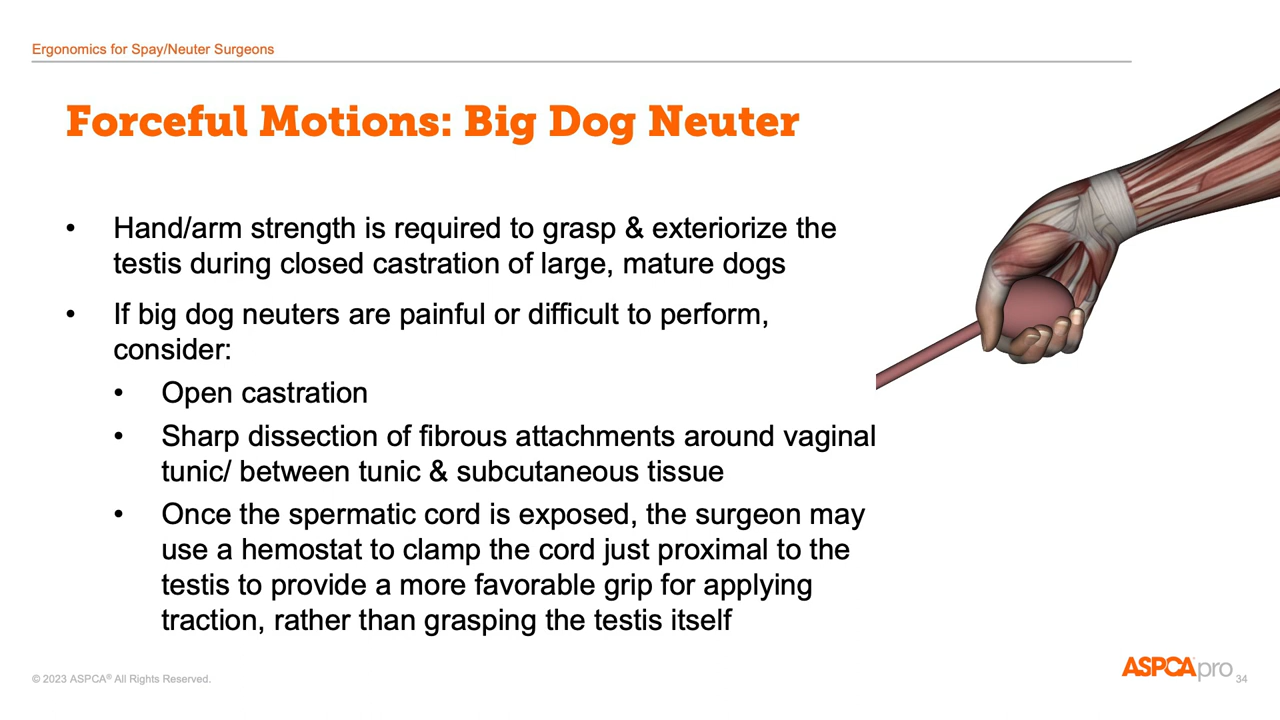 Ergonomics for Spay/Neuter Surgeons
Forceful Motions: Big Dog Neuter
• Hand/arm strength is required to grasp & exteriorize the
testis during closed castration of large, mature dogs
• If big dog neuters are painful or difficult to perform,
consider:
• Open castration
• Sharp dissection of fibrous attachments around vaginal
tunic/ between tunic & subcutaneous tissue
• Once the spermatic cord is exposed, the surgeon may
use a hemostat to clamp the cord just proximal to the
testis to provide a more favorable grip for applying
traction, rather than grasping the testis itself
© 2023 ASPCA® All Rights Reserved.
ASPCApro
34